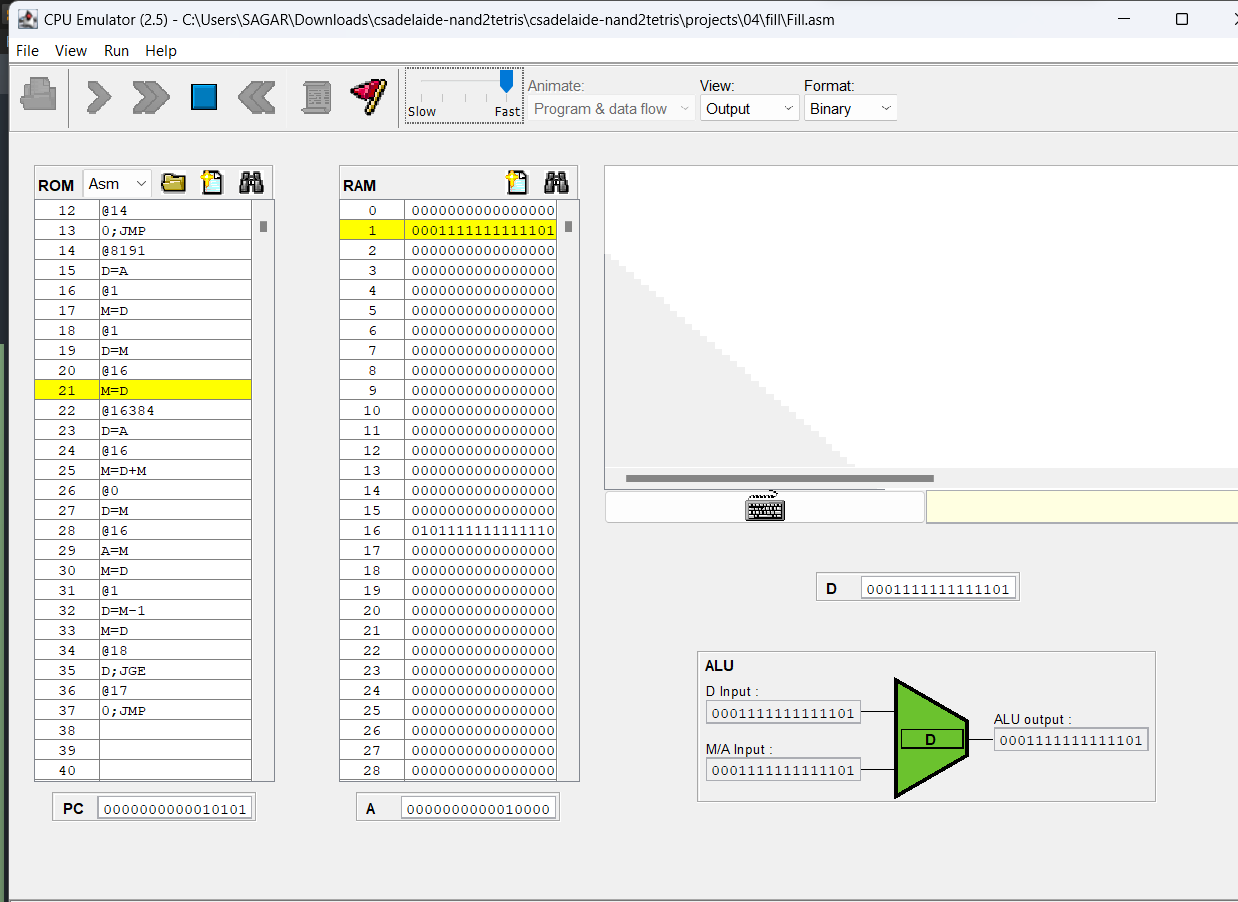 CPU Emulator (2.5) - C:\Users\SAGAR\Downloads\csadelaide-nand2tetris\csadelaide-nand2tetris\projects\04\fill\Fill.asm
File View Run Help
Slow Fast
Animate:
Program & data flow
View:
Output
Format:
Binary
ROM Asm
12 @14
13 0;JMP
14 @8191
15 D=A
16 @1
17 M=D
18 @1
19 D=M
20 @16
21 M=D
22 @16384
23 D=A
24 @16
25 M=D+M
26 @0
27 D=M
28 @16
29 A=M
30 M=D
31 @1
32 D=M-1
33 M=D
34 @18
35 D;JGE
36 @17
37 0;JMP
38
39
40
PC 0000000000010101
RAM
0 0000000000000000
1 0001111111111101
2 0000000000000000
3 0000000000000000
4 0000000000000000
5 0000000000000000
6 0000000000000000
7 0000000000000000
8 0000000000000000
9 0000000000000000
10 0000000000000000
11 0000000000000000
12 0000000000000000
13 0000000000000000
14 0000000000000000
15 0000000000000000
16 0101111111111110
17 0000000000000000
18 0000000000000000
19 0000000000000000
20 0000000000000000
21 0000000000000000
22 0000000000000000
23 0000000000000000
24 0000000000000000
25 0000000000000000
26 0000000000000000
27 0000000000000000
28 0000000000000000
A 0000000000010000
D 0001111111111101
ALU
D Input :
0001111111111101
M/A Input :
0001111111111101
D
ALU output :
0001111111111101